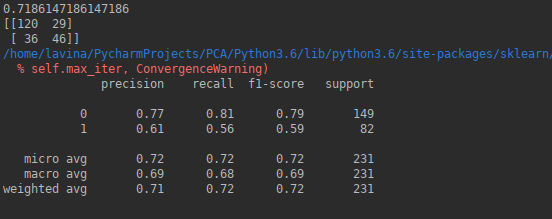 0.7186147186147186
[[120  29]
 [ 36  46]]
/home/lavina/PycharmProjects/PCA/Python3.6/lib/python3.6/site-packages/sklearn/
  % self.max_iter, ConvergenceWarning)
              precision    recall  f1-score   support
           0       0.77      0.81      0.79       149
           1       0.61      0.56      0.59        82
   micro avg       0.72      0.72      0.72       231
   macro avg       0.69      0.68      0.69       231
weighted avg       0.71      0.72      0.72       231